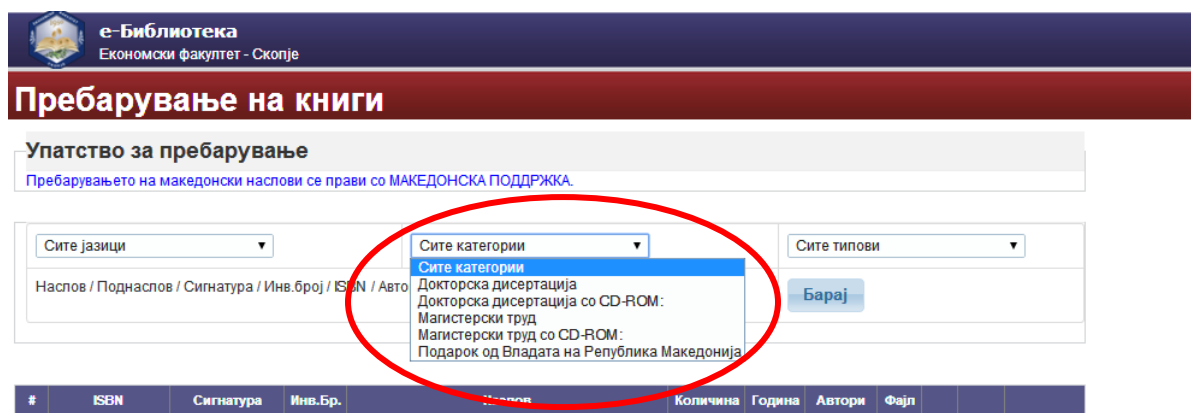 е-Библиотека
Економски факултет - Скопје
Пребарување на книги
Упатство за пребарување
Пребарувањето на македонски наслови се прави со МАКЕДОНСКА ПОДДРЖКА.
Сите јазици Сите категории Сите типови
Сите категории
Докторска дисертација
Наслов / Поднаслов / Сигнатура / Инв.број / ISBN / Барај
Докторска дисертација со CD-ROM:
Магистерски труд
Магистерски труд со CD-ROM:
Подарок од Владата на Република Македонија
# ISBN Сигнатура Инв.Бр. Наслов Количина Година Автори Фајл